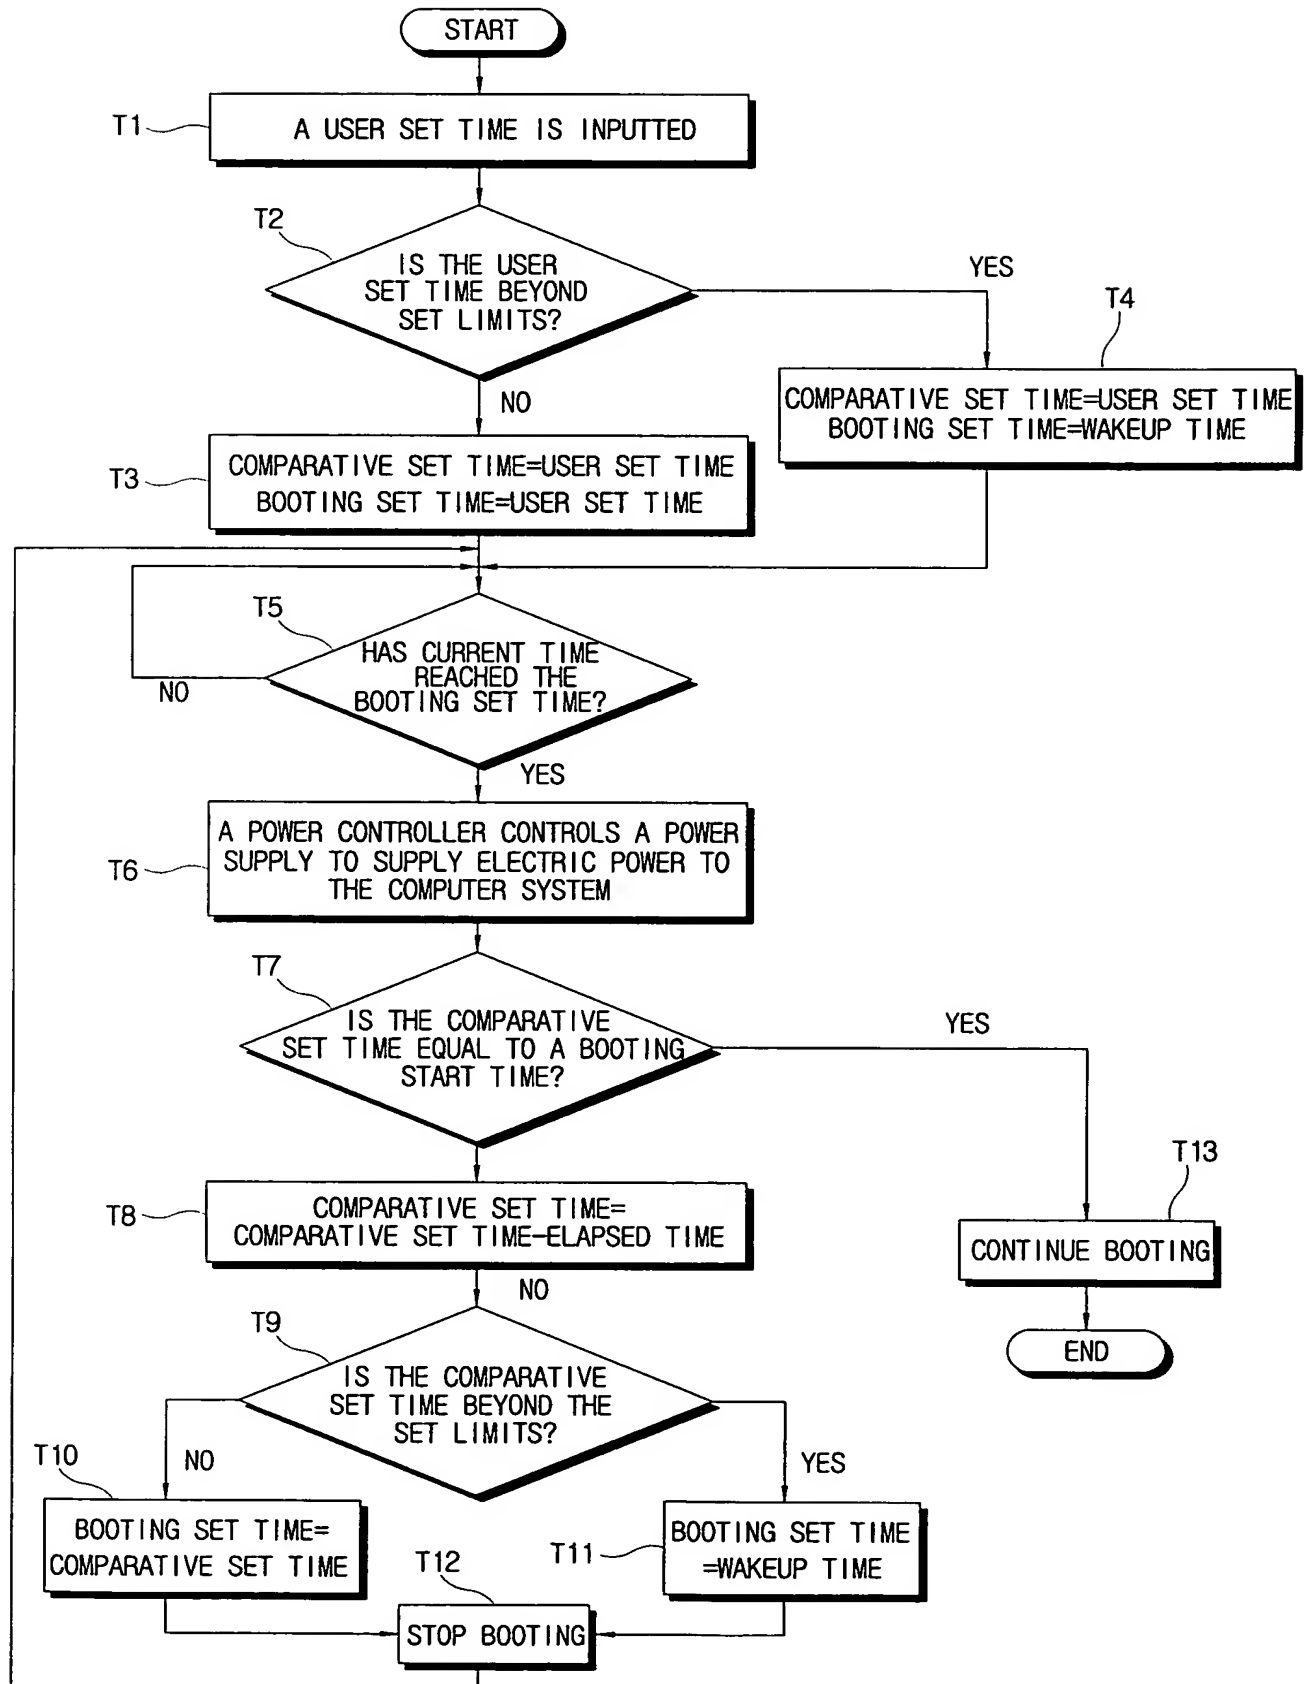 START
T1
A USER SET TIME IS INPUTTED
T2
IS THE USER
SET TIME BEYOND
SET LIMITS?
YES
T4
NO
COMPARATIVE SET TIME=USER SET TIME
BOOTING SET TIME=WAKEUP TIME
T3
COMPARATIVE SET TIME=USER SET TIME
BOOTING SET TIME=USER SET TIME
T5
HAS CURRENT TIME
REACHED THE
BOOTING SET TIME?
NO
YES
T6
A POWER CONTROLLER CONTROLS A POWER
SUPPLY TO SUPPLY ELECTRIC POWER TO
THE COMPUTER SYSTEM
T7
IS THE COMPARATIVE
SET TIME EQUAL TO A BOOTING
START TIME?
YES
T8
COMPARATIVE SET TIME=
COMPARATIVE SET TIME-ELAPSED TIME
T13
CONTINUE BOOTING
NO
END
T9
IS THE COMPARATIVE
SET TIME BEYOND THE
SET LIMITS?
NO
YES
T10
BOOTING SET TIME=
COMPARATIVE SET TIME
T11
BOOTING SET TIME
=WAKEUP TIME
T12
STOP BOOTING